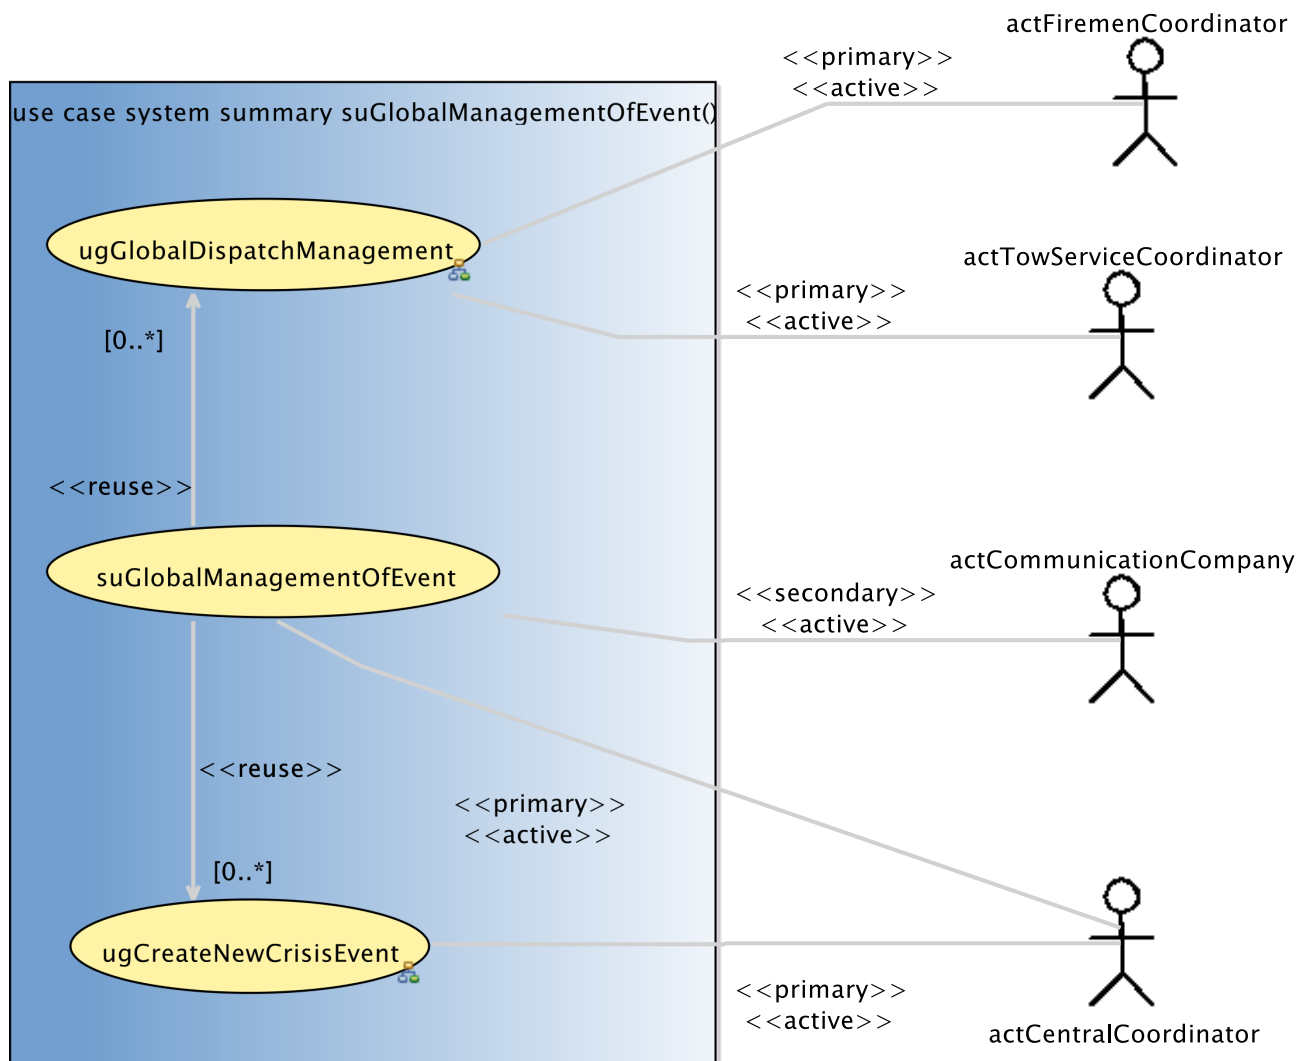 actFiremenCoordinator
<<primary>>
<<active>>
use case system summary suGlobalManagementOfEvent()
ugGlobalDispatchManagement
actTowServiceCoordinator
<<primary>>
<<active>>
[0..*]
<<reuse>>
actCommunicationCompany
suGlobalManagementOfEvent
<<secondary>>
<<active>>
<<reuse>>
<<primary>>
<<active>>
[0..*]
ugCreateNewCrisisEvent
<<primary>>
<<active>>
actCentralCoordinator